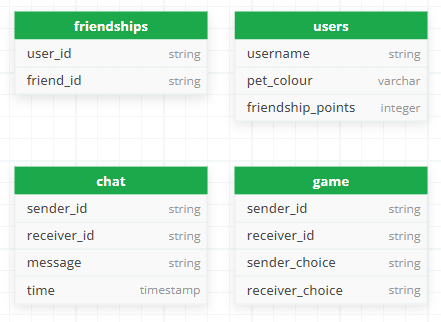 friendships
user_id string
friend_id string
users
username string
pet_colour varchar
friendship_points integer
chat
sender_id string
receiver_id string
message string
time timestamp
game
sender_id string
receiver_id string
sender_choice string
receiver_choice string